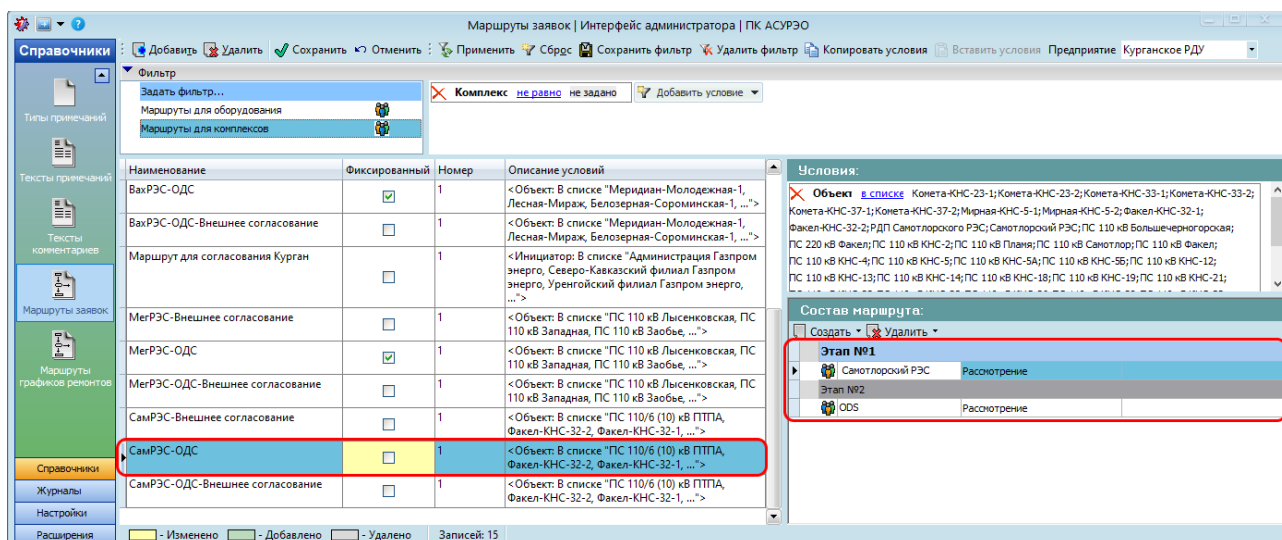 Маршруты заявок | Интерфейс администратора | ПК АСУРЭО
Справочники
Добавить Удалить Сохранить Отменить Применить Сброс Сохранить фильтр Удалить фильтр Копировать условия Вставить условия Предприятие Курганское РДУ
Фильтр
Задать фильтр...
Маршруты для оборудования
Маршруты для комплексов
Комплекс не равно не задано Добавить условие
Типы примечаний
Тексты примечаний
Тексты
комментариев
Маршруты заявок
Маршруты
графиков ремонтов
Справочники
Журналы
Настройки
Расширения
Наименование Фиксированный Номер Описание условий
ВахРЭС-ОДС 1 <Объект: В списке "Меридиан-Молодежная-1,
Лесная-Мираж, Белозерная-Сороминская-1, ...">
ВахРЭС-ОДС-Внешнее согласование 1 <Объект: В списке "Меридиан-Молодежная-1,
Лесная-Мираж, Белозерная-Сороминская-1, ...">
Маршрут для согласования Курган 1 <Инициатор: В списке "Администрация Газпром
энерго, Северо-Кавказский филиал Газпром
энерго, Уренгойский филиал Газпром энерго,
...">
МегРЭС-Внешнее согласование 1 <Объект: В списке "ПС 110 кВ Лысенковская, ПС
110 кВ Западная, ПС 110 кВ Заобье, ...">
МегРЭС-ОДС 1 <Объект: В списке "ПС 110 кВ Лысенковская, ПС
110 кВ Западная, ПС 110 кВ Заобье, ...">
МегРЭС-ОДС-Внешнее согласование 1 <Объект: В списке "ПС 110 кВ Лысенковская, ПС
110 кВ Западная, ПС 110 кВ Заобье, ...">
СамРЭС-Внешнее согласование 1 <Объект: В списке "ПС 110/6 (10) кВ ПТПА,
Факел-КНС-32-2, Факел-КНС-32-1, ...">
СамРЭС-ОДС 1 <Объект: В списке "ПС 110/6 (10) кВ ПТПА,
Факел-КНС-32-2, Факел-КНС-32-1, ...">
СамРЭС-ОДС-Внешнее согласование 1 <Объект: В списке "ПС 110/6 (10) кВ ПТПА,
Факел-КНС-32-2, Факел-КНС-32-1, ...">
- Изменено - Добавлено - Удалено Записей: 15
Условия:
Объект в списке Комета-КНС-23-1;Комета-КНС-23-2;Комета-КНС-33-1;Комета-КНС-33-2;
Комета-КНС-37-1;Комета-КНС-37-2;Мирная-КНС-5-1;Мирная-КНС-5-2;Факел-КНС-32-1;
Факел-КНС-32-2;РДП Самотлорского РЭС;Самотлорский РЭС;ПС 110 кВ Большечерногорская;
ПС 220 кВ Факел;ПС 110 кВ КНС-2;ПС 110 кВ Пламя;ПС 110 кВ Самотлор;ПС 110 кВ Факел;
ПС 110 кВ КНС-4;ПС 110 кВ КНС-5;ПС 110 кВ КНС-5А;ПС 110 кВ КНС-5Б;ПС 110 кВ КНС-12;
ПС 110 кВ КНС-13;ПС 110 кВ КНС-14;ПС 110 кВ КНС-18;ПС 110 кВ КНС-19;ПС 110 кВ КНС-21;
Состав маршрута:
Создать Удалить
Этап №1
Самотлорский РЭС Рассмотрение
Этап №2
ODS Рассмотрение